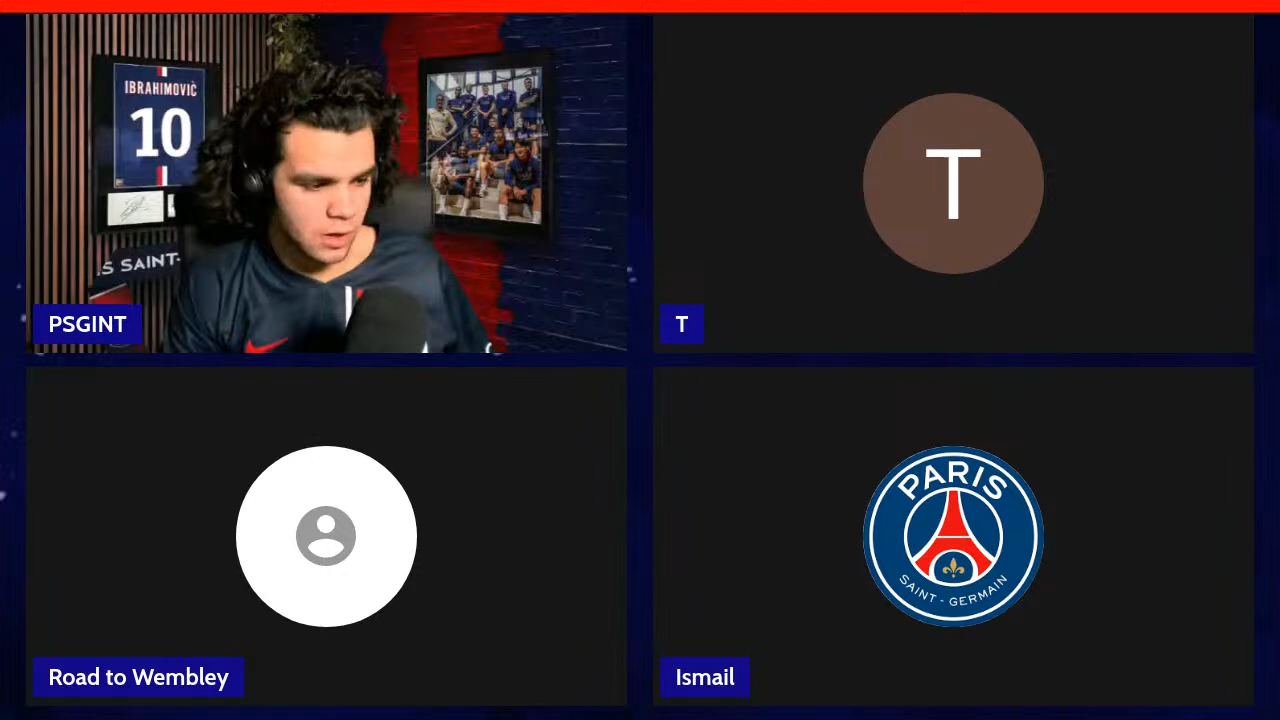 IBRAHIMOVIĆ
10
S SAINT-
PSGINT
T
T
Road to Wembley
PARIS
SAINT - GERMAIN
Ismail